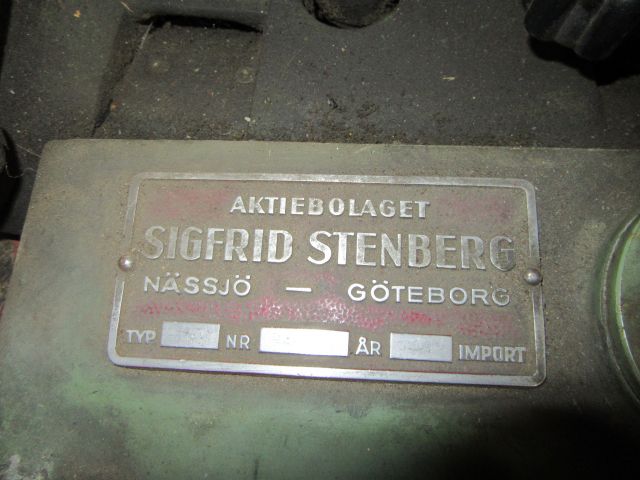 AKTIEBOLAGET
SIGFRID STENBERG
NÄSSJÖ — GÖTEBORG
TYP NR ÅR IMPORT